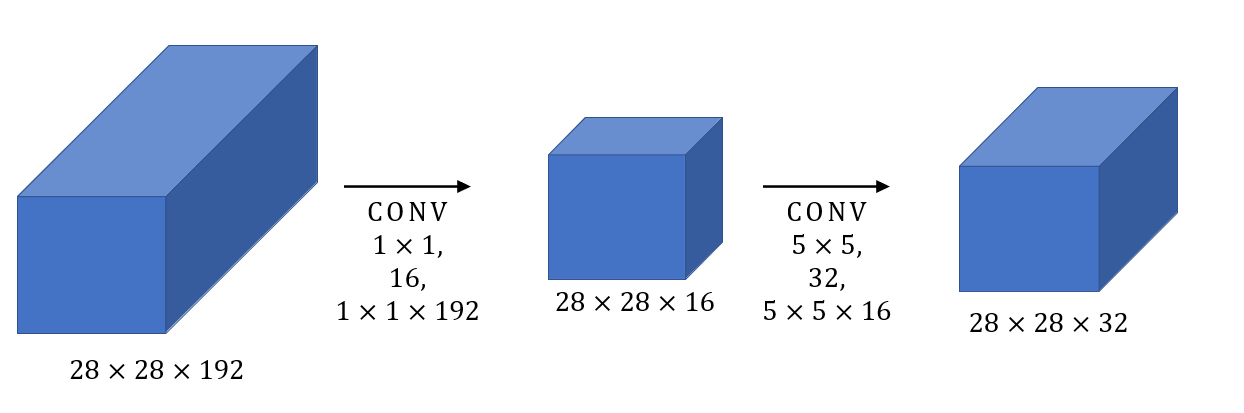 28 × 28 × 192
CONV
1 × 1,
16,
1 × 1 × 192
28 × 28 × 16
CONV
5 × 5,
32,
5 × 5 × 16
28 × 28 × 32